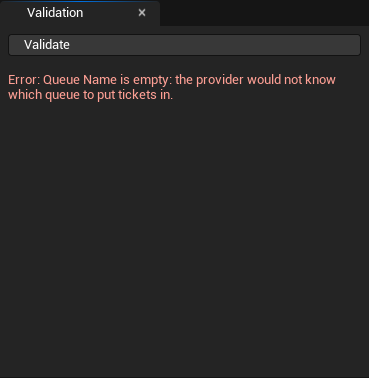 Validation
Validate
Error: Queue Name is empty: the provider would not know
which queue to put tickets in.